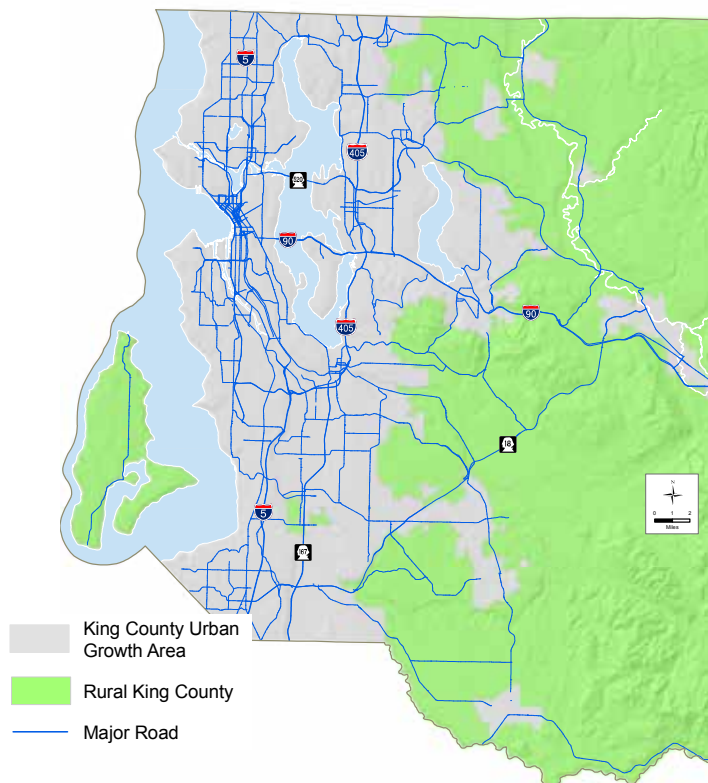 5
405
520
90
405
90
18
N
0 1 2
Miles
5
167
King County Urban
Growth Area
Rural King County
Major Road